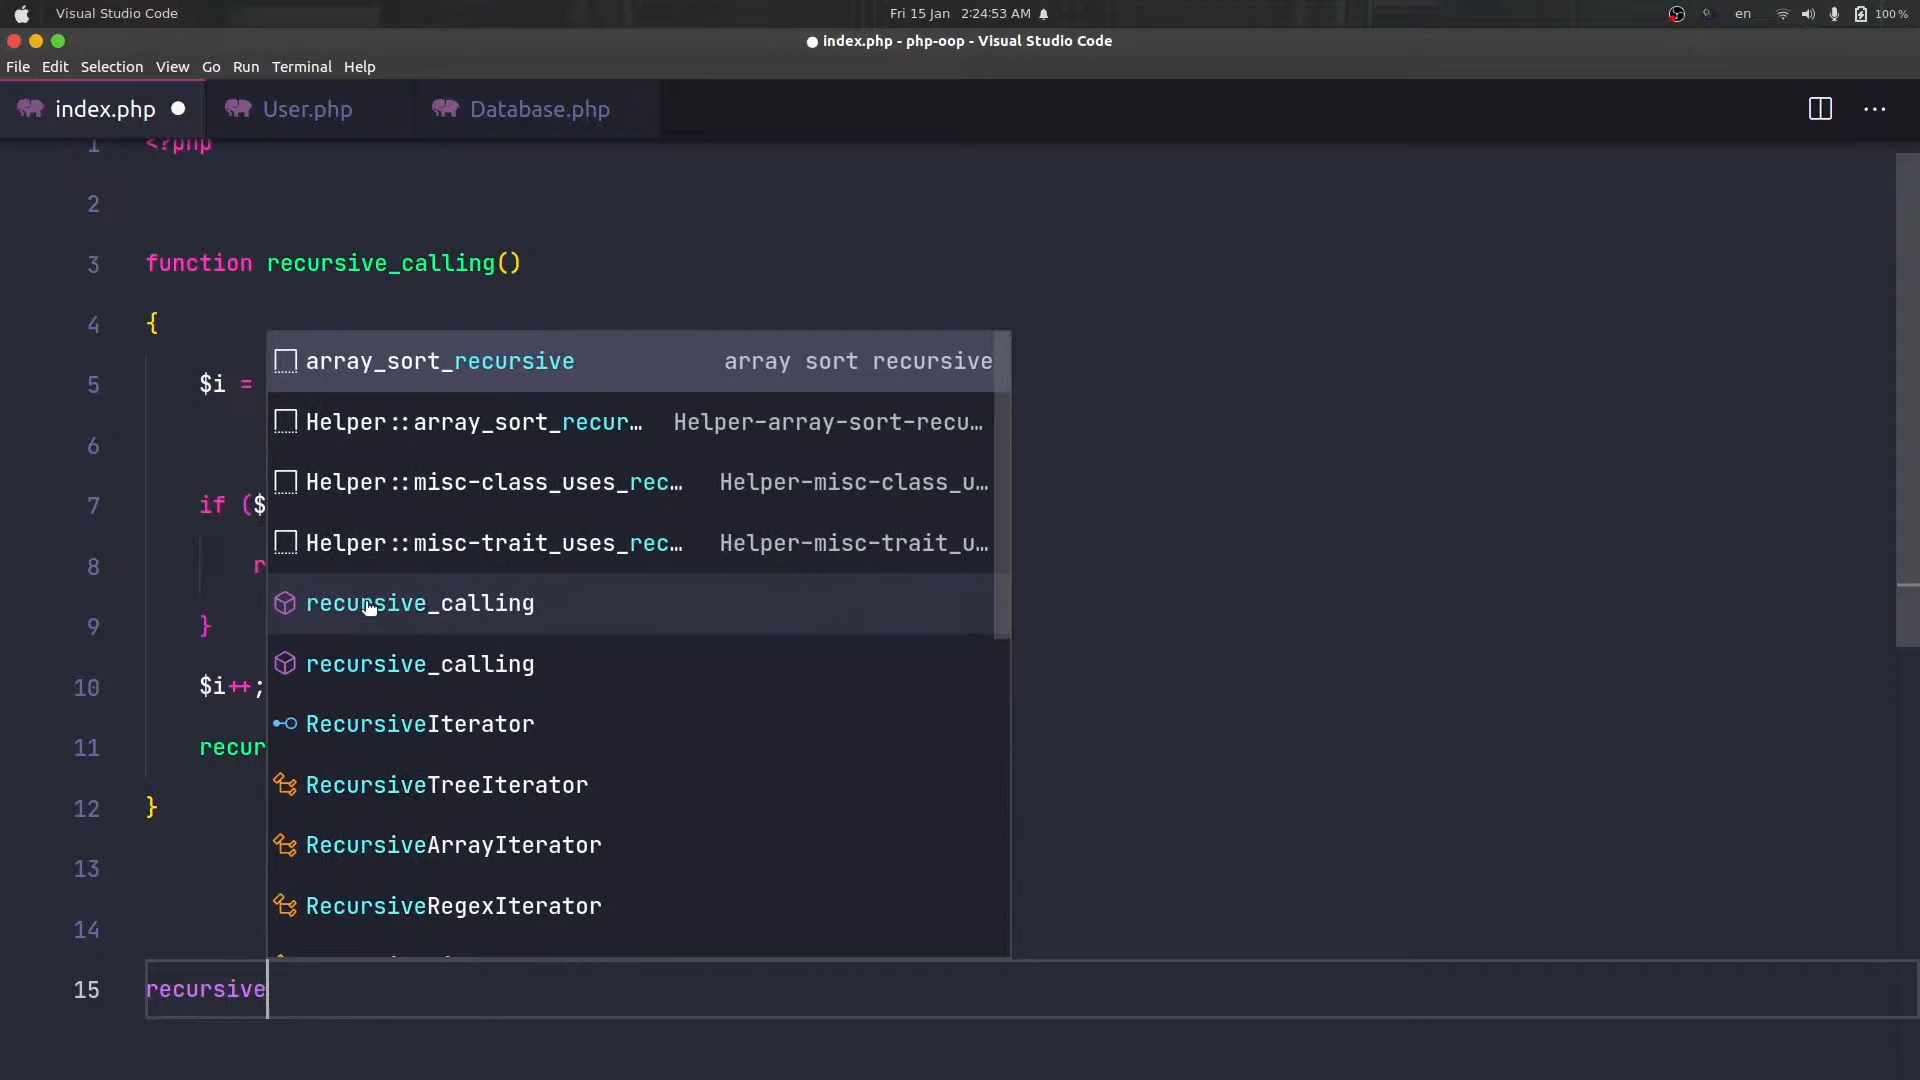 Visual Studio Code
Fri 15 Jan 2:24:53 AM
en
100 %
index.php - php-oop - Visual Studio Code
File Edit Selection View Go Run Terminal Help
index.php
User.php
Database.php
1 <?php
2
3 function recursive_calling()
4 {
5 $i =
6
7 if ($
8 r
9 }
10 $i++;
11 recur
12 }
13
14
15 recursive
array_sort_recursive array sort recursive
Helper::array_sort_recur… Helper-array-sort-recu…
Helper::misc-class_uses_rec… Helper-misc-class_u…
Helper::misc-trait_uses_rec… Helper-misc-trait_u…
recursive_calling
recursive_calling
RecursiveIterator
RecursiveTreeIterator
RecursiveArrayIterator
RecursiveRegexIterator